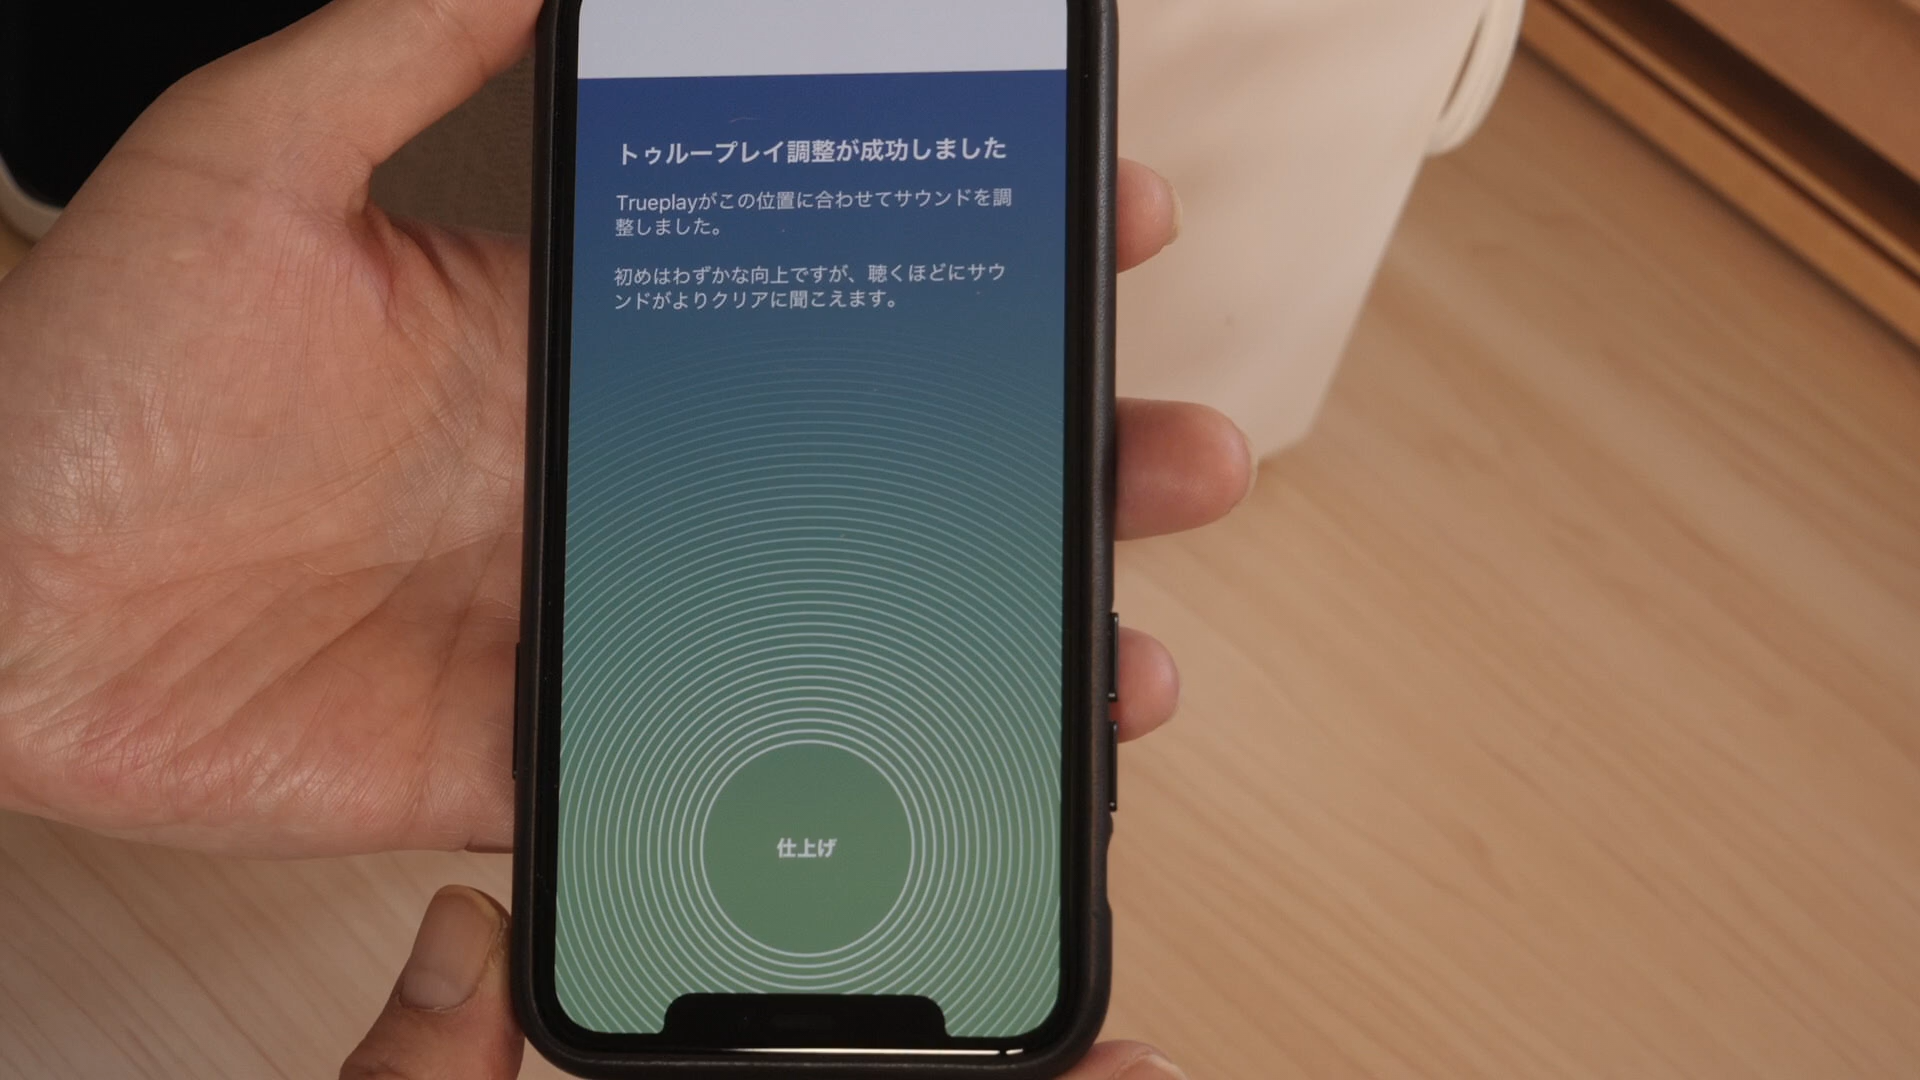 トゥループレイ調整が成功しました
Trueplayがこの位置に合わせてサウンドを調
整しました。
初めはわずかな向上ですが、聴くほどにサウ
ンドがよりクリアに聞こえます。
仕上げ